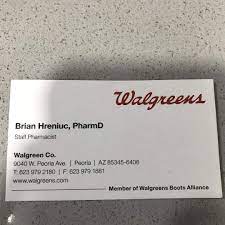 Walgreens
Brian Hreniuc, PharmD
Staff Pharmacist
Walgreen Co.
9040 W. Peoria Ave. | Peoria | AZ 85345-6406
T: 623 979 2180 | F: 623 979 1881
www.walgreens.com
Member of Walgreens Boots Alliance